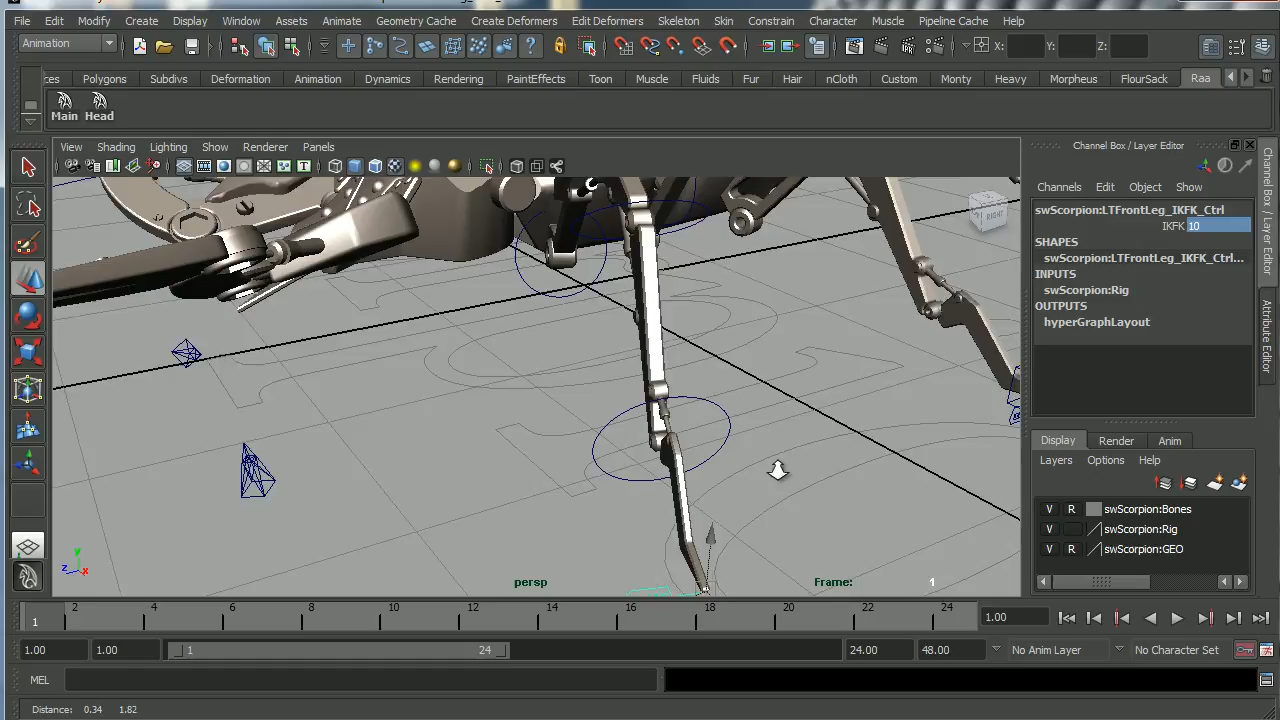 File Edit Modify Create Display Window Assets Animate Geometry Cache Create Deformers Edit Deformers Skeleton Skin Constrain Character Muscle Pipeline Cache Help
Animation X: Y: Z:
ces Polygons Subdivs Deformation Animation Dynamics Rendering PaintEffects Toon Muscle Fluids Fur Hair nCloth Custom Monty Heavy Morpheus FlourSack Raa
Main Head
View Shading Lighting Show Renderer Panels
Channel Box / Layer Editor
Channels Edit Object Show
swScorpion:LTFrontLeg_IKFK_Ctrl
IKFK 10
SHAPES
swScorpion:LTFrontLeg_IKFK_Ctrl...
INPUTS
swScorpion:Rig
OUTPUTS
hyperGraphLayout
Channel Box / Layer Editor
Attribute Editor
RIGHT
Display Render Anim
Layers Options Help
V R swScorpion:Bones
V swScorpion:Rig
V R swScorpion:GEO
y
z x
persp Frame: 1
1 2 4 6 8 10 12 14 16 18 20 22 24 1.00
1.00 1.00 1 24 24.00 48.00 No Anim Layer No Character Set
MEL
Distance: 0.34 1.82